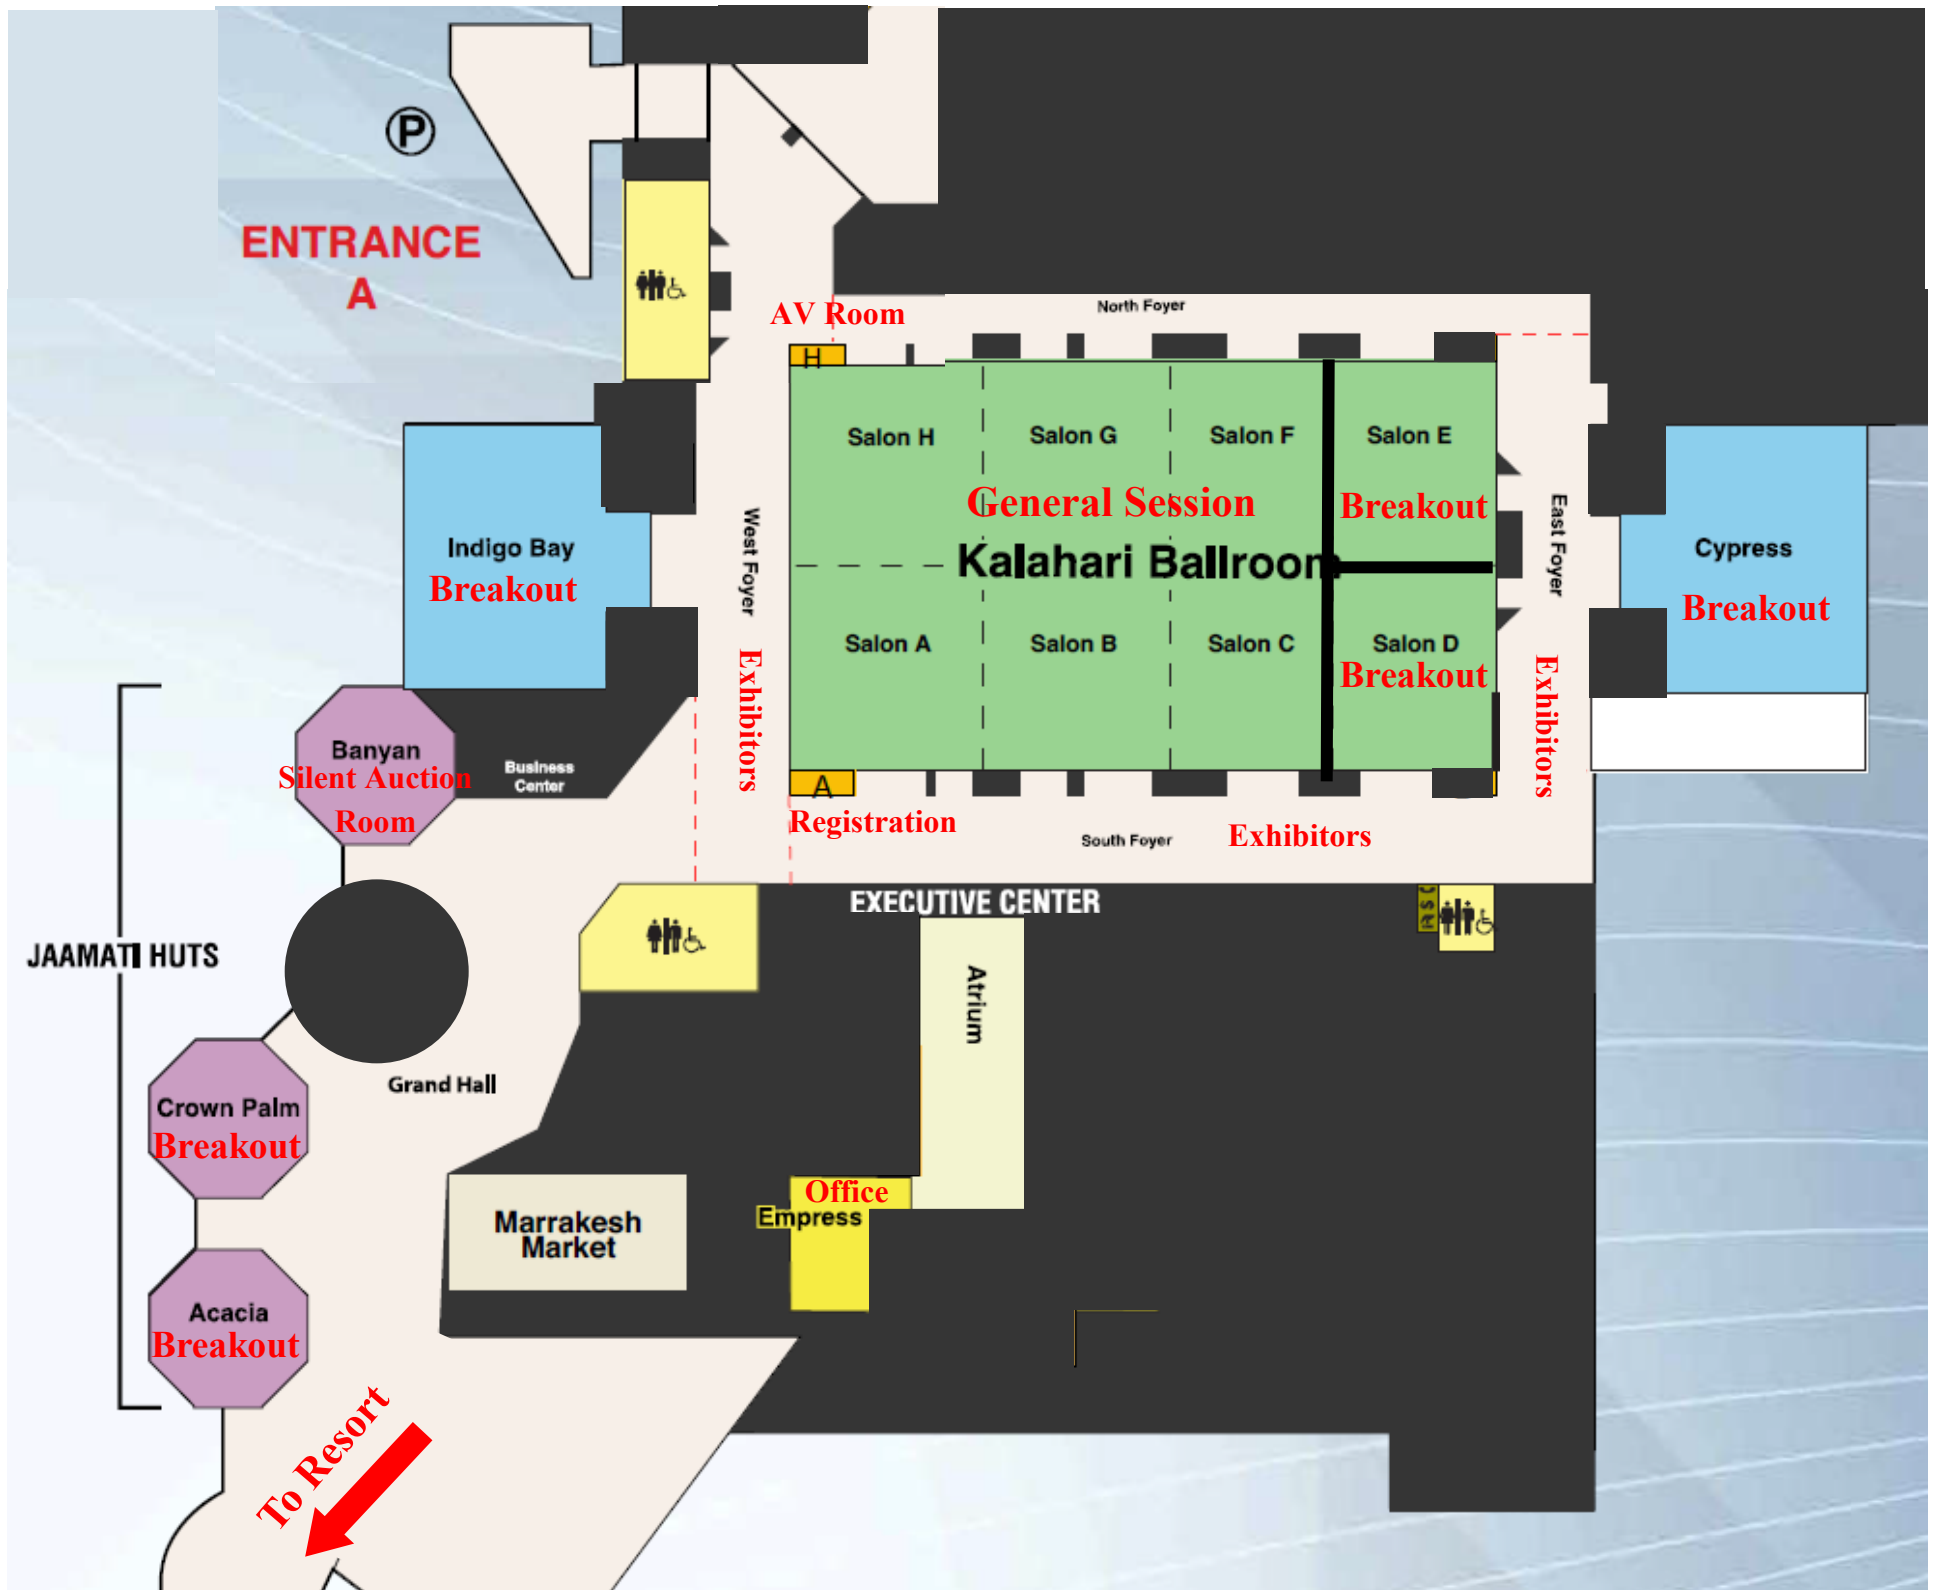 P
ENTRANCE
A
AV Room
North Foyer
H
Salon H
Salon G
Salon F
Salon E
General Session
Breakout
West Foyer
East Foyer
Indigo Bay
Breakout
Kalahari Ballroom
Cypress
Breakout
Salon A
Salon B
Salon C
Salon D
Breakout
Exhibitors
Exhibitors
Banyan
Silent Auction
Room
Business
Center
A
Registration
South Foyer
Exhibitors
EXECUTIVE CENTER
JAAMATI HUTS
Atrium
Grand Hall
Crown Palm
Breakout
Office
Empress
Marrakesh
Market
Acacia
Breakout
To Resort